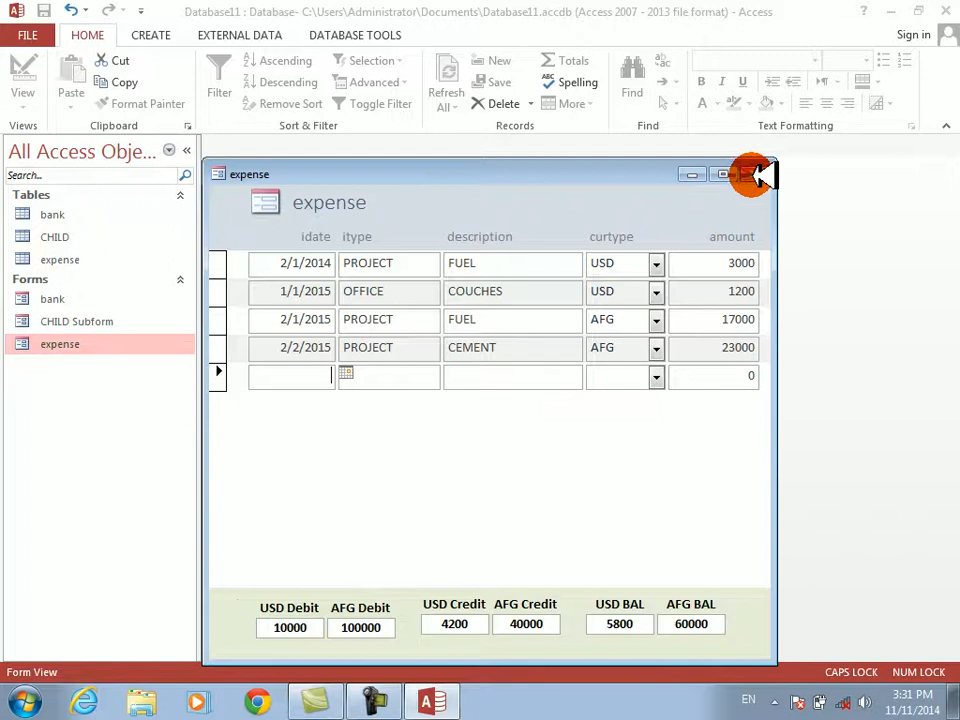 Database11 : Database- C:\Users\Administrator\Documents\Database11.accdb (Access 2007 - 2013 file format) - Access
FILE HOME CREATE EXTERNAL DATA DATABASE TOOLS Sign in
View
Views
Paste
Cut
Copy
Format Painter
Clipboard
Filter
Ascending
Descending
Remove Sort
Selection
Advanced
Toggle Filter
Sort & Filter
Refresh All
New
Save
Delete
Totals
Spelling
More
Records
Find
Find
B I U
A
Text Formatting
All Access Obje...
Search...
Tables
bank
CHILD
expense
Forms
bank
CHILD Subform
expense
expense
expense
idate itype description curtype amount
2/1/2014 PROJECT FUEL USD 3000
1/1/2015 OFFICE COUCHES USD 1200
2/1/2015 PROJECT FUEL AFG 17000
2/2/2015 PROJECT CEMENT AFG 23000
0
USD Debit AFG Debit USD Credit AFG Credit USD BAL AFG BAL
10000 100000 4200 40000 5800 60000
Form View CAPS LOCK NUM LOCK
EN 3:31 PM
11/11/2014